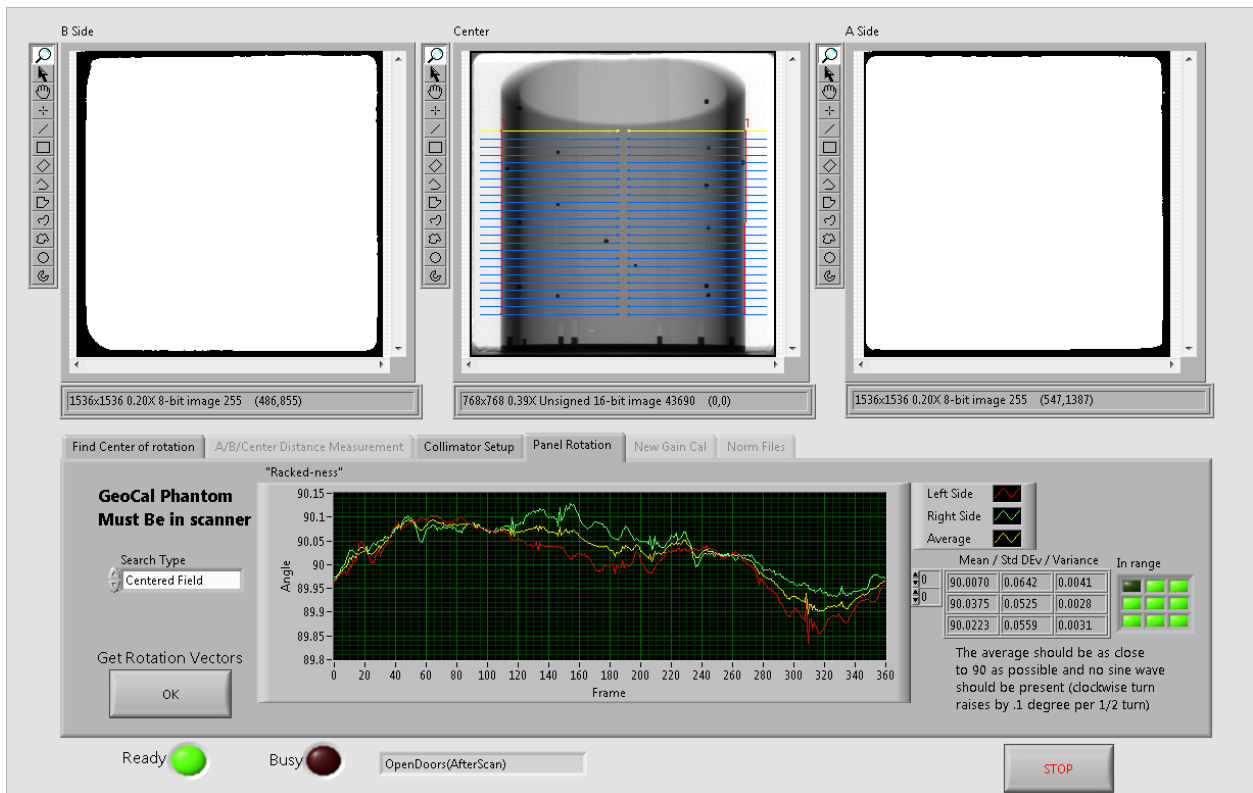 B Side
Center
A Side
1
1
1536x1536 0.20X 8-bit image 255 (486,855)
768x768 0.39X Unsigned 16-bit image 43690 (0,0)
1536x1536 0.20X 8-bit image 255 (547,1387)
Find Center of rotation
A/B/Center Distance Measurement
Collimator Setup
Panel Rotation
New Gain Cal
Norm Files
GeoCal Phantom
Must Be in scanner
Search Type
Centered Field
Get Rotation Vectors
OK
"Racked-ness"
Angle
90.15
90.1
90.05
90
89.95
89.9
89.85
89.8
0 20 40 60 80 100 120 140 160 180 200 220 240 260 280 300 320 340 360
Frame
Left Side
Right Side
Average
Mean / Std DEv / Variance
In range
0
0
90.0070 0.0642 0.0041
90.0375 0.0525 0.0028
90.0223 0.0559 0.0031
The average should be as close
to 90 as possible and no sine wave
should be present (clockwise turn
raises by .1 degree per 1/2 turn)
Ready
Busy
OpenDoors(AfterScan)
STOP